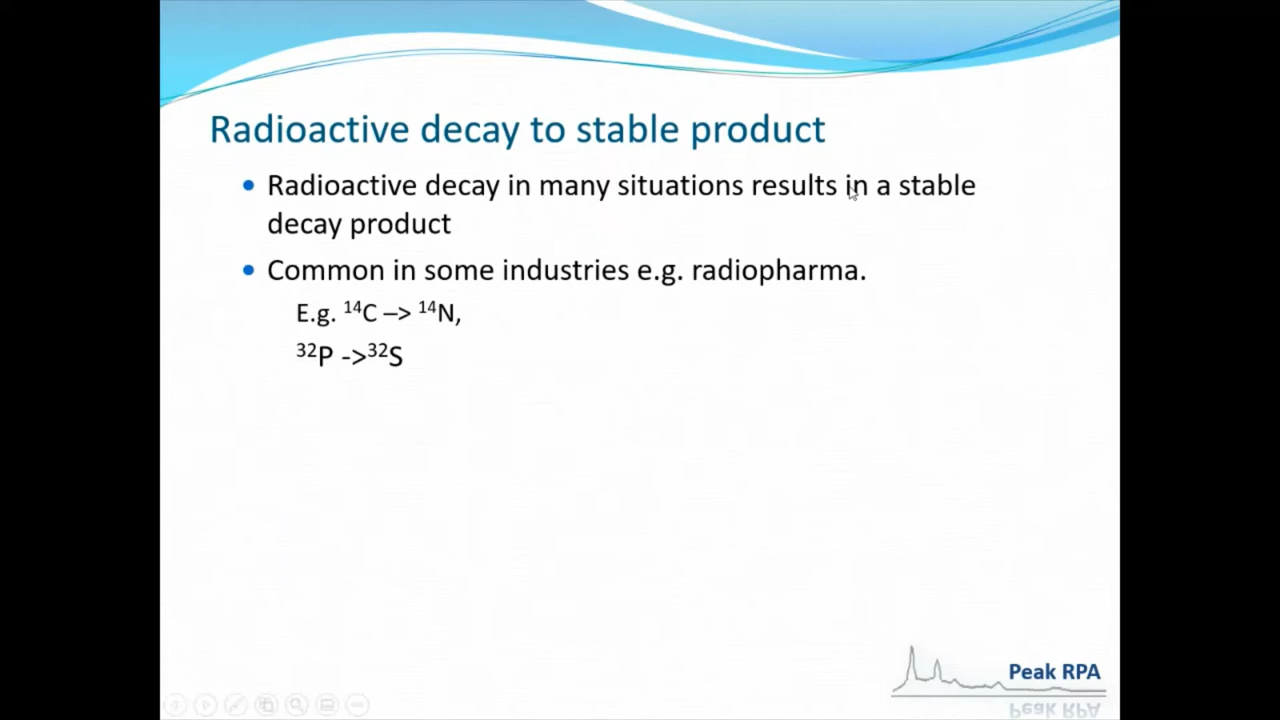 Radioactive decay to stable product
• Radioactive decay in many situations results in a stable
decay product
• Common in some industries e.g. radiopharma.
E.g. ¹⁴C –> ¹⁴N,
³²P ->³²S
Peak RPA